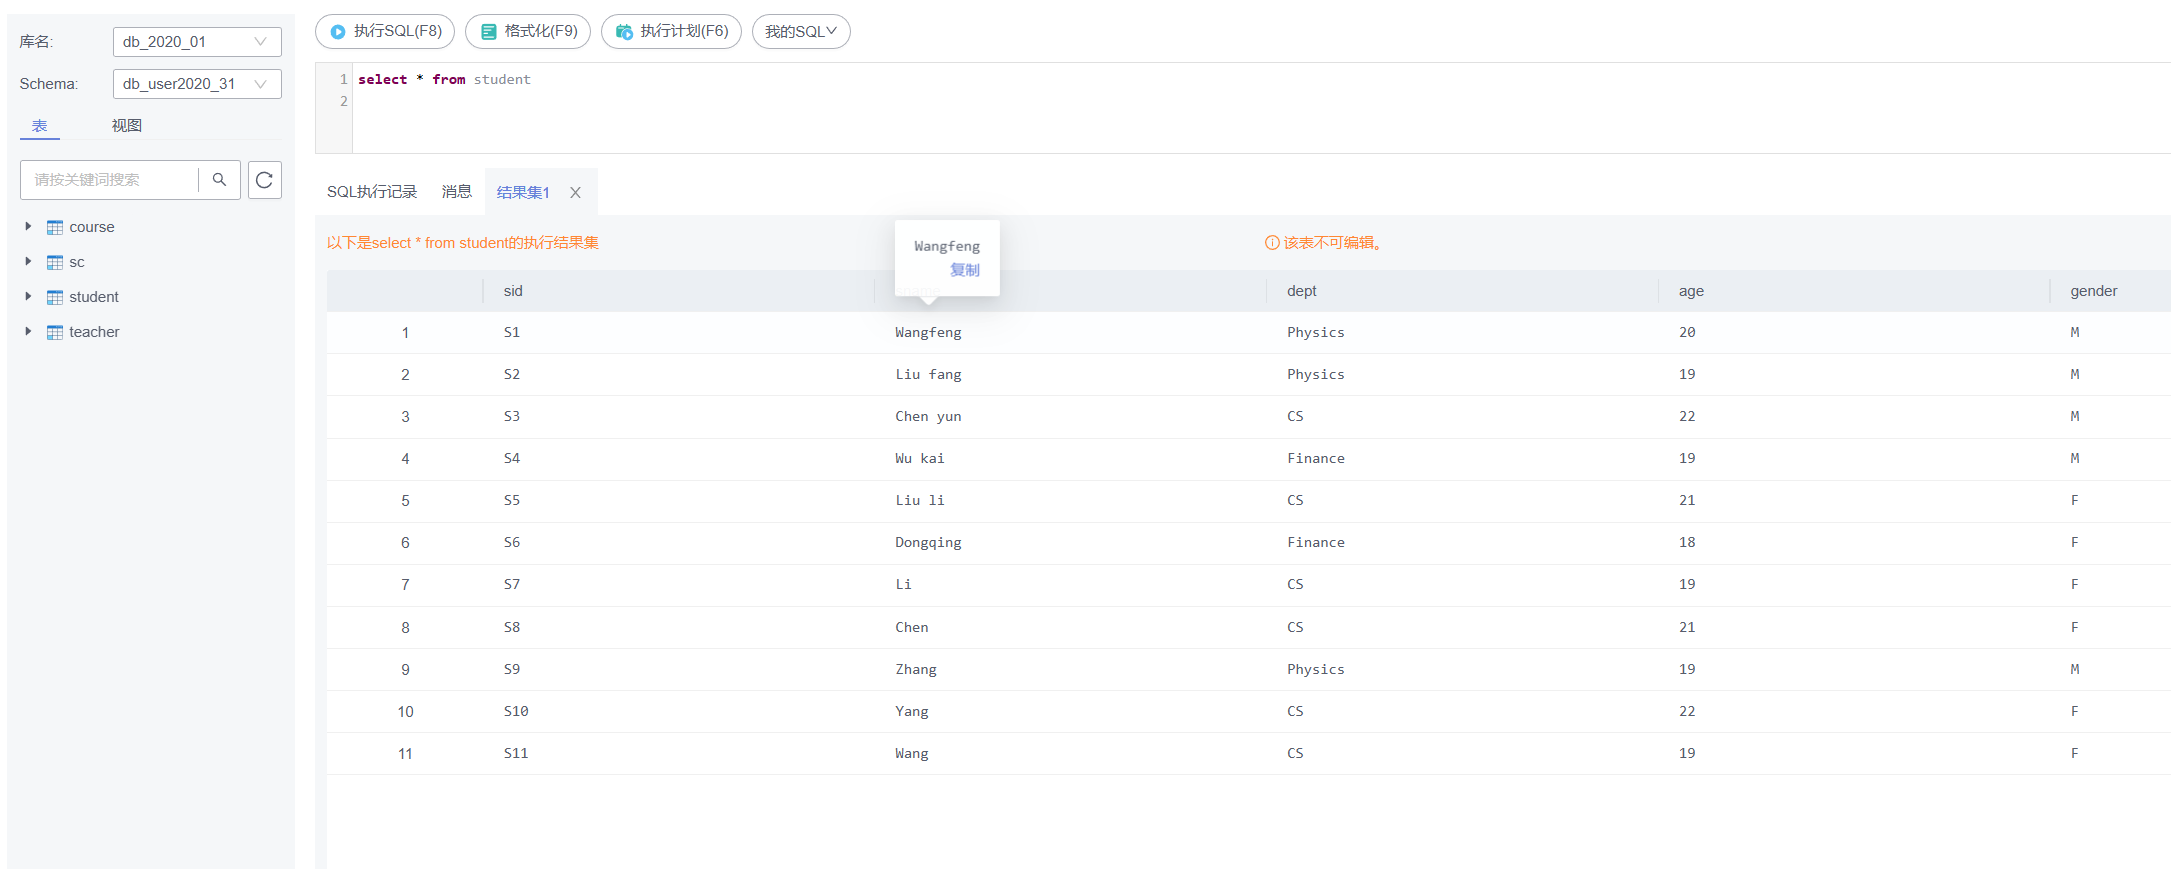 库名:
db_2020_01
Schema:
db_user2020_31
表 视图
请按关键词搜索
course
sc
student
teacher
执行SQL(F8) 格式化(F9) 执行计划(F6) 我的SQL
1 select * from student
2
SQL执行记录 消息 结果集1
以下是select * from student的执行结果集
该表不可编辑。
Wangfeng
复制
sid sname dept age gender
1 S1 Wangfeng Physics 20 M
2 S2 Liu fang Physics 19 M
3 S3 Chen yun CS 22 M
4 S4 Wu kai Finance 19 M
5 S5 Liu li CS 21 F
6 S6 Dongqing Finance 18 F
7 S7 Li CS 19 F
8 S8 Chen CS 21 F
9 S9 Zhang Physics 19 M
10 S10 Yang CS 22 F
11 S11 Wang CS 19 F